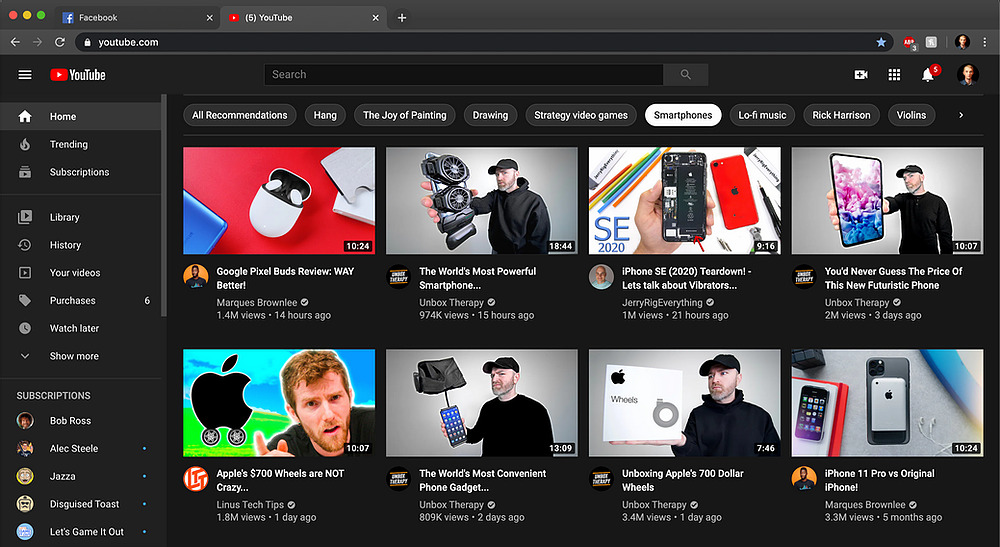 Facebook
(5) YouTube
youtube.com
ABP
3
YouTube
Search
5
Home
Trending
Subscriptions
Library
History
Your videos
Purchases 6
Watch later
Show more
SUBSCRIPTIONS
Bob Ross
Alec Steele
Jazza
Disguised Toast
Let's Game It Out
All Recommendations
Hang
The Joy of Painting
Drawing
Strategy video games
Smartphones
Lo-fi music
Rick Harrison
Violins
10:24
Google Pixel Buds Review: WAY
Better!
Marques Brownlee
1.4M views • 14 hours ago
18:44
UNBOX
THERAPY
The World's Most Powerful
Smartphone...
Unbox Therapy
974K views • 15 hours ago
JerryRigEverything
SE
2020
9:16
iPhone SE (2020) Teardown! -
Lets talk about Vibrators...
JerryRigEverything
1M views • 21 hours ago
10:07
UNBOX
THERAPY
You'd Never Guess The Price Of
This New Futuristic Phone
Unbox Therapy
2M views • 3 days ago
10:07
Apple's $700 Wheels are NOT
Crazy...
Linus Tech Tips
1.8M views • 1 day ago
13:09
UNBOX
THERAPY
The World's Most Convenient
Phone Gadget...
Unbox Therapy
809K views • 2 days ago
Wheels
7:46
UNBOX
THERAPY
Unboxing Apple's 700 Dollar
Wheels
Unbox Therapy
3.4M views • 1 day ago
10:24
iPhone 11 Pro vs Original
iPhone!
Marques Brownlee
3.3M views • 5 months ago